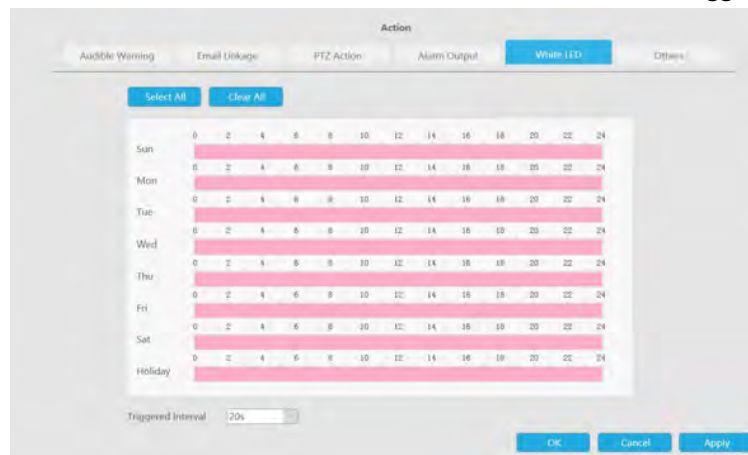 Action
Audible Warning Email Linkage PTZ Action Alarm Output White LED Others
Select All Clear All
0 2 4 6 8 10 12 14 16 18 20 22 24
Sun
0 2 4 6 8 10 12 14 16 18 20 22 24
Mon
0 2 4 6 8 10 12 14 16 18 20 22 24
Tue
0 2 4 6 8 10 12 14 16 18 20 22 24
Wed
0 2 4 6 8 10 12 14 16 18 20 22 24
Thu
0 2 4 6 8 10 12 14 16 18 20 22 24
Fri
0 2 4 6 8 10 12 14 16 18 20 22 24
Sat
0 2 4 6 8 10 12 14 16 18 20 22 24
Holiday
Triggered Interval 20s
OK Cancel Apply